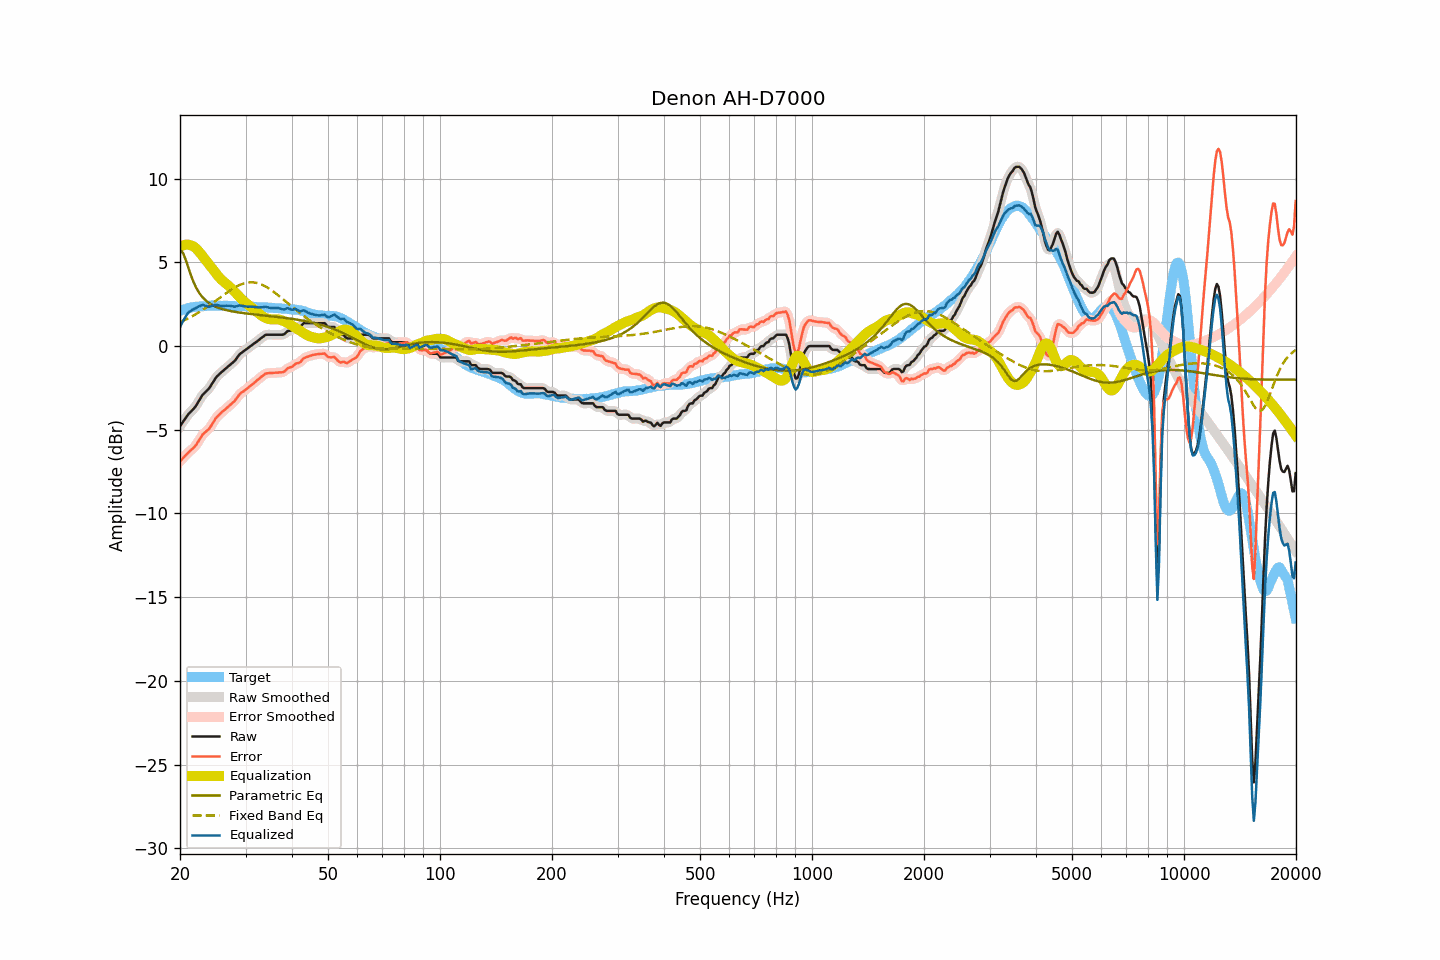 Denon AH-D7000
Amplitude (dBr)
10
5
0
−5
−10
−15
−20
−25
−30
Target
Raw Smoothed
Error Smoothed
Raw
Error
Equalization
Parametric Eq
Fixed Band Eq
Equalized
20 50 100 200 500 1000 2000 5000 10000 20000
Frequency (Hz)